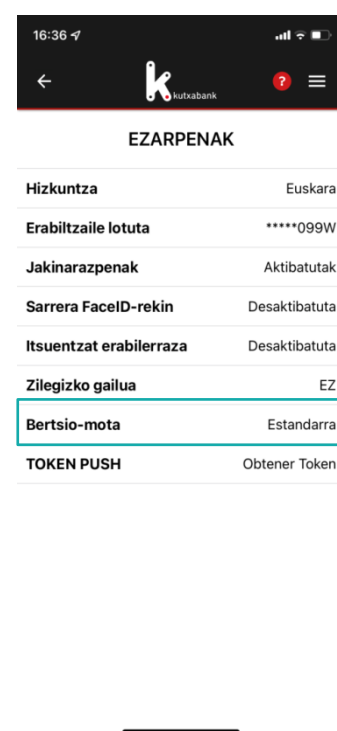 16:36
kutxabank
?
EZARPENAK
Hizkuntza Euskara
Erabiltzaile lotuta *****099W
Jakinarazpenak Aktibatutak
Sarrera FaceID-rekin Desaktibatuta
Itsuentzat erabilerraza Desaktibatuta
Zilegizko gailua EZ
Bertsio-mota Estandarra
TOKEN PUSH Obtener Token